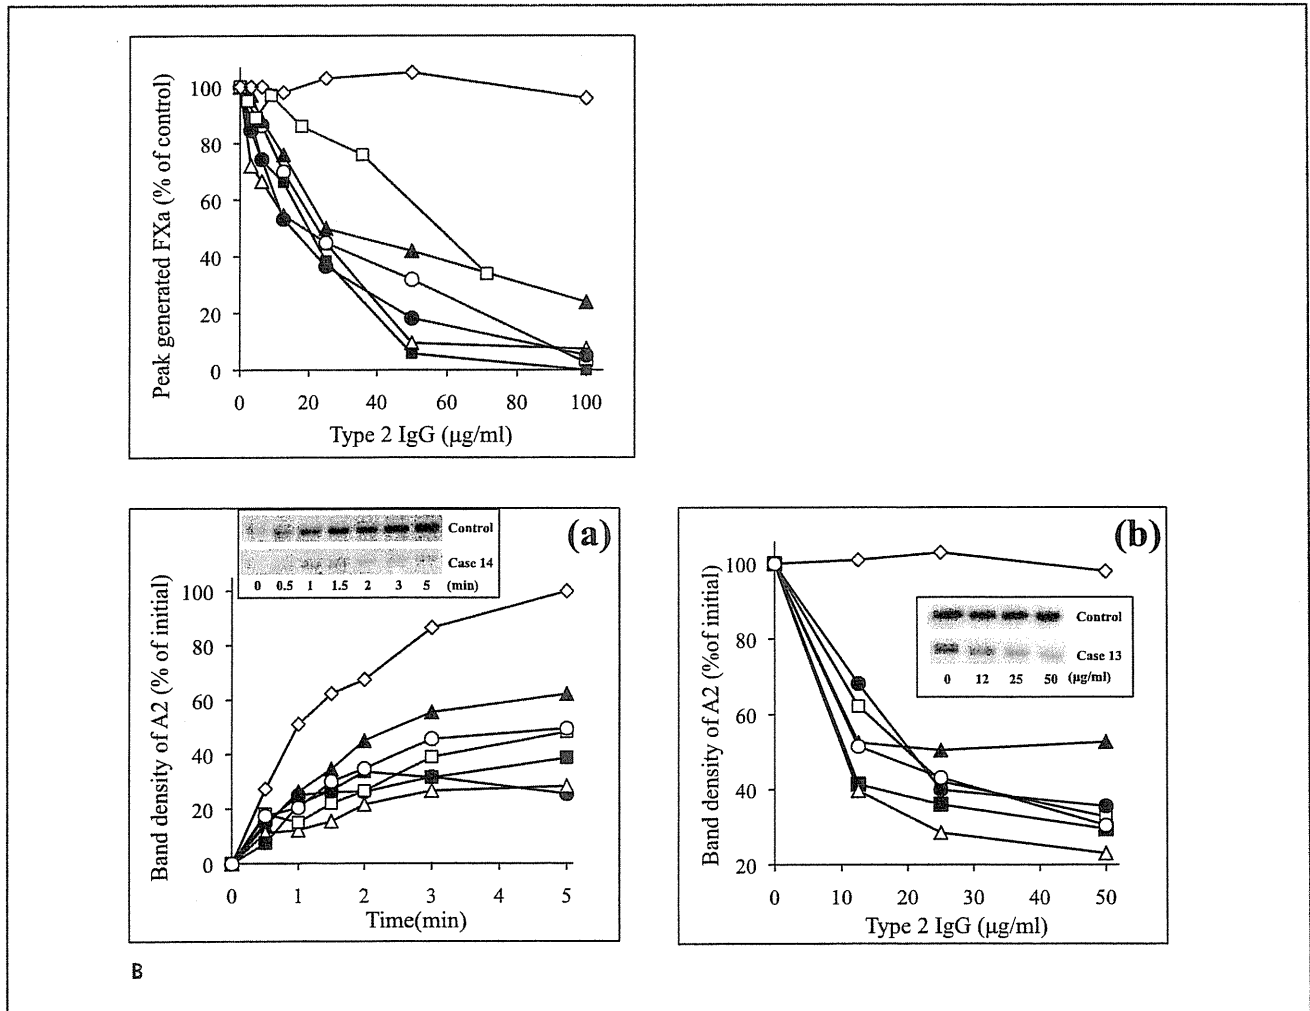 Peak generated FXa (% of control)
100
80
60
40
20
0
0 20 40 60 80 100
Type 2 IgG (μg/ml)
(a)
Control
Case 14
0 0.5 1 1.5 2 3 5 (min)
Band density of A2 (% of initial)
100
80
60
40
20
0
0 1 2 3 5
Time(min)
(b)
Control
Case 13
0 12 25 50 (μg/ml)
Band density of A2 (%of initial)
100
80
60
40
20
0 10 20 30 40 50
Type 2 IgG (μg/ml)
B